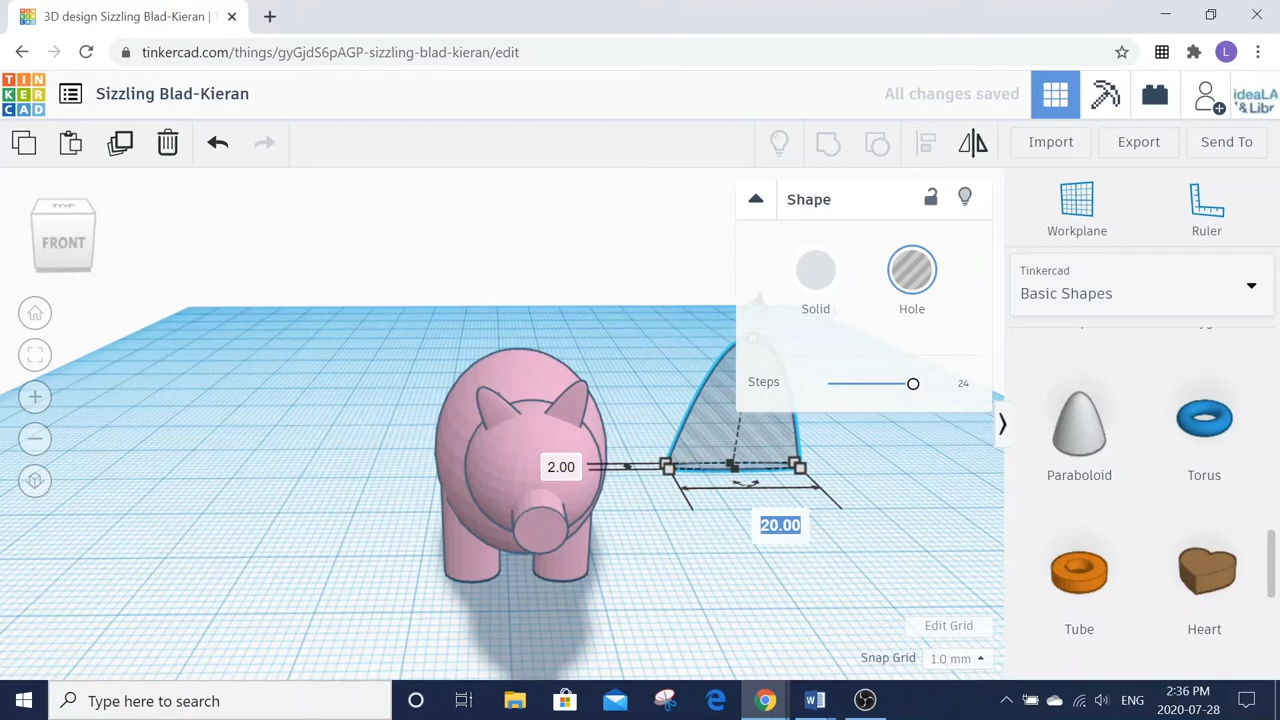 3D design Sizzling Blad-Kieran | T
tinkercad.com/things/gyGjdS6pAGP-sizzling-blad-kieran/edit
L
TIN
KER
CAD
Sizzling Blad-Kieran
All changes saved
ideaLA
& Libr
Import
Export
Send To
TOP
FRONT
Shape
Solid
Hole
Steps
24
Workplane
Ruler
Tinkercad
Basic Shapes
Paraboloid
Torus
Tube
Heart
2.00
20.00
Edit Grid
Snap Grid
1.0 mm
Type here to search
ENG
2:36 PM
2020-07-28